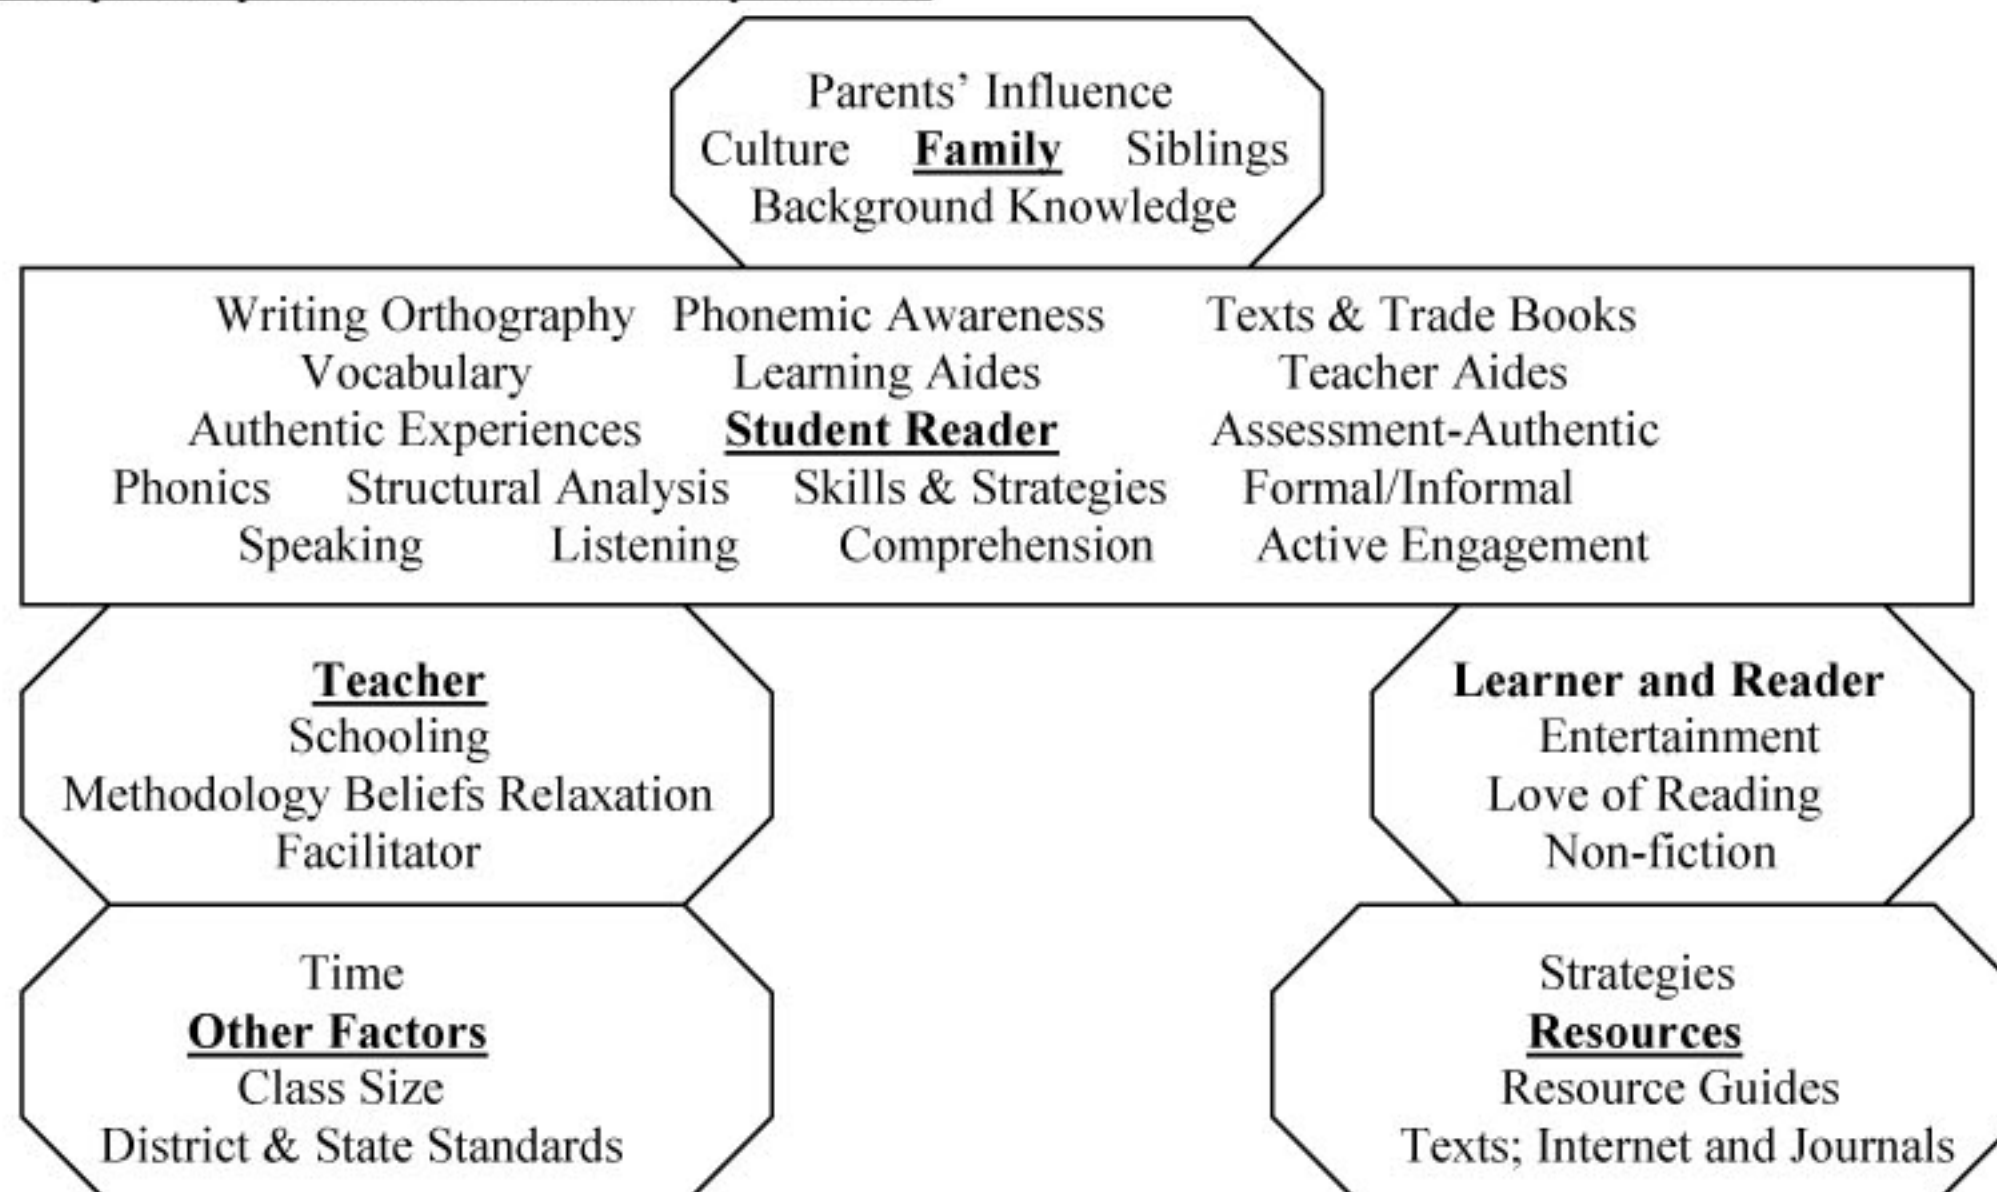 Parents’ Influence
Culture Family Siblings
Background Knowledge
Writing Orthography Phonemic Awareness Texts & Trade Books
Vocabulary Learning Aides Teacher Aides
Authentic Experiences Student Reader Assessment-Authentic
Phonics Structural Analysis Skills & Strategies Formal/Informal
Speaking Listening Comprehension Active Engagement
Teacher
Schooling
Methodology Beliefs Relaxation
Facilitator
Learner and Reader
Entertainment
Love of Reading
Non-fiction
Time
Other Factors
Class Size
District & State Standards
Strategies
Resources
Resource Guides
Texts; Internet and Journals